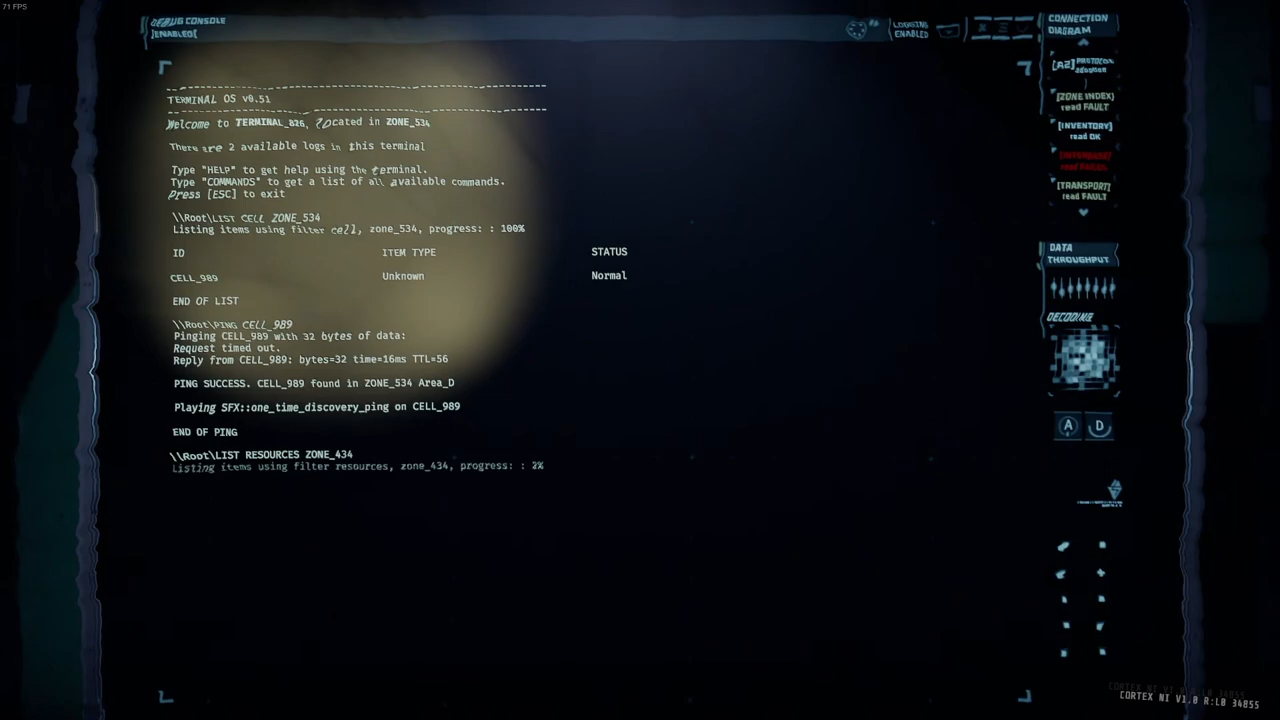 71 FPS
DEBUG CONSOLE
[ENABLED]
LOGGING
ENABLED
CONNECTION
DIAGRAM
[A2] PROTOCOL
[ZONE INDEX]
read FAULT
[INVENTORY]
read OK
[TRANSPORT]
read FAULT
DATA
THROUGHPUT
DECODING
A D
TERMINAL OS v0.51
Welcome to TERMINAL_826, located in ZONE_534
There are 2 available logs in this terminal
Type "HELP" to get help using the terminal.
Type "COMMANDS" to get a list of all available commands.
Press [ESC] to exit
\\Root\LIST CELL ZONE_534
Listing items using filter cell, zone_534, progress: : 100%
ID ITEM TYPE STATUS
CELL_989 Unknown Normal
END OF LIST
\\Root\PING CELL_989
Pinging CELL_989 with 32 bytes of data:
Request timed out.
Reply from CELL_989: bytes=32 time=16ms TTL=56
PING SUCCESS. CELL_989 found in ZONE_534 Area_D
Playing SFX::one_time_discovery_ping on CELL_989
END OF PING
\\Root\LIST RESOURCES ZONE_434
Listing items using filter resources, zone_434, progress: : 2%
CORTEX NI V1.0 R:L0 34855